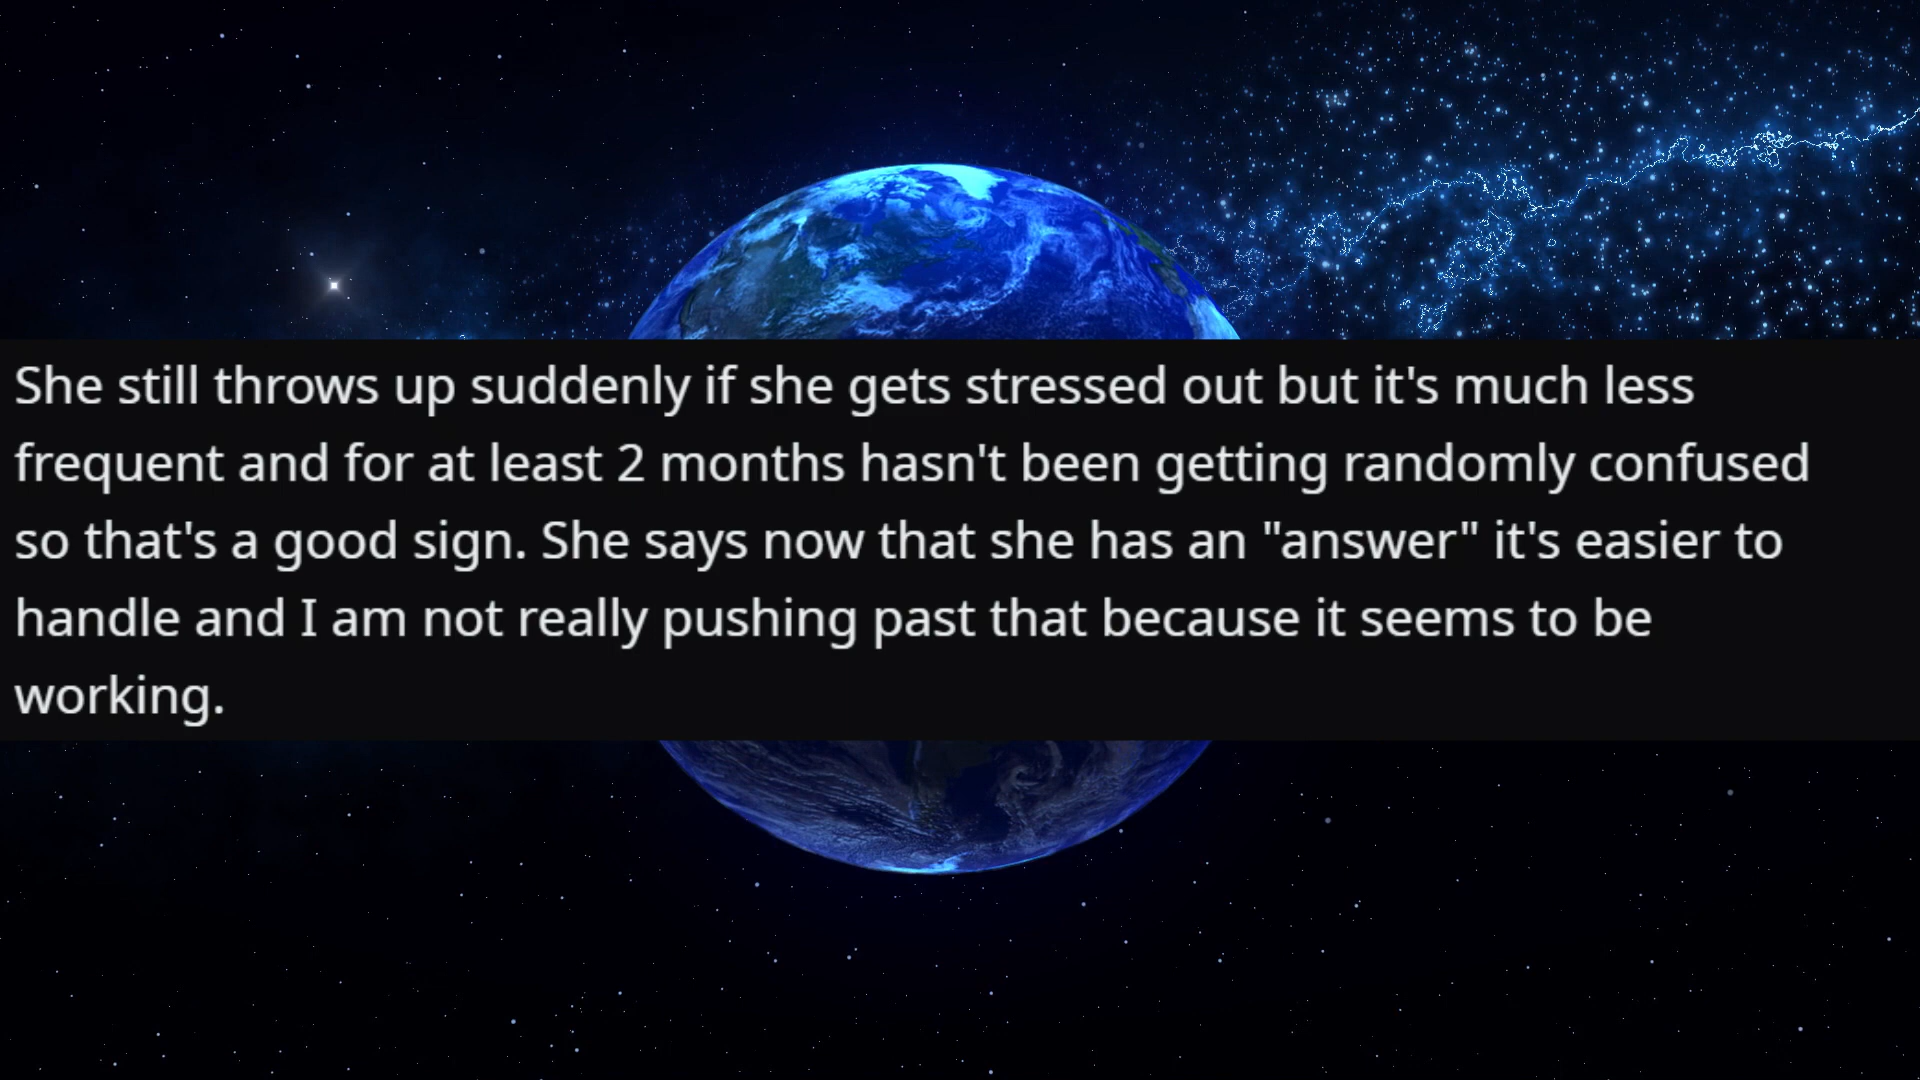 She still throws up suddenly if she gets stressed out but it's much less
frequent and for at least 2 months hasn't been getting randomly confused
so that's a good sign. She says now that she has an "answer" it's easier to
handle and I am not really pushing past that because it seems to be
working.